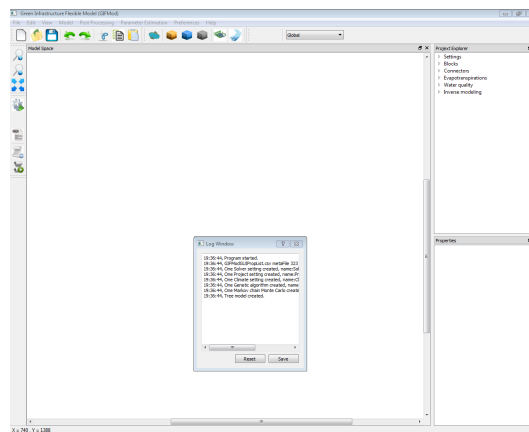 Green Infrastructure Flexible Model (GIFMod)
File Edit View Model Post Processing Parameter Estimation Preferences Help
Global
Model Space
Project Explorer
Settings
Blocks
Connectors
Evapotranspirations
Water quality
Inverse modeling
Log Window
19:36:44, Program started.
19:36:44, GIFModGUIPropList.csv metaFile 323
19:36:44, One Solver setting created, name:Sol
19:36:44, One Project setting created, name:Pr
19:36:44, One Climate setting created, name:Cl
19:36:44, One Genetic algorithm created, name
19:36:44, One Markov chain Monte Carlo create
19:36:44, Tree model created.
Reset Save
Properties
X = 740 , Y = 1388